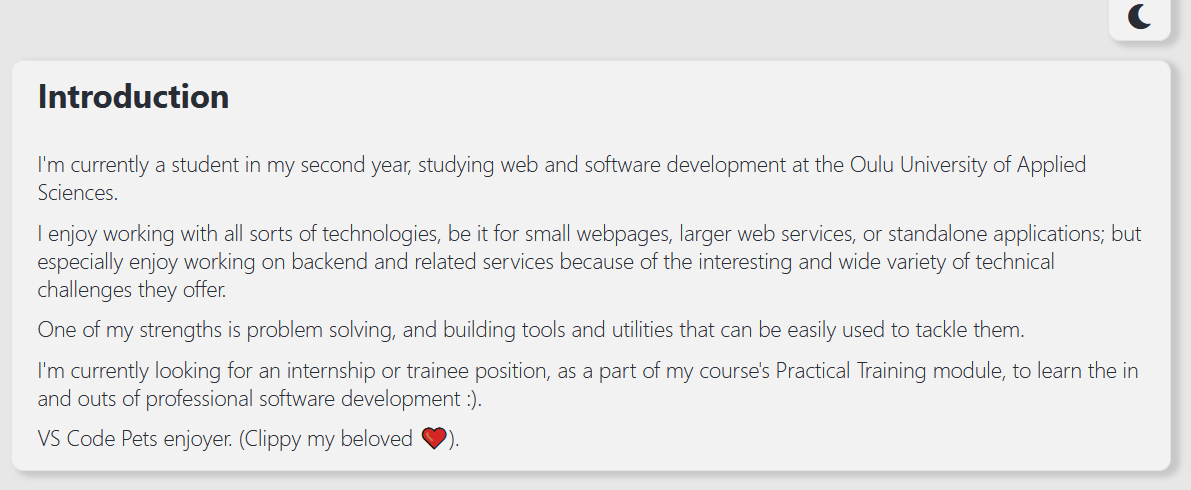 Introduction
I'm currently a student in my second year, studying web and software development at the Oulu University of Applied
Sciences.
I enjoy working with all sorts of technologies, be it for small webpages, larger web services, or standalone applications; but
especially enjoy working on backend and related services because of the interesting and wide variety of technical
challenges they offer.
One of my strengths is problem solving, and building tools and utilities that can be easily used to tackle them.
I'm currently looking for an internship or trainee position, as a part of my course's Practical Training module, to learn the in
and outs of professional software development :).
VS Code Pets enjoyer. (Clippy my beloved ❤️).